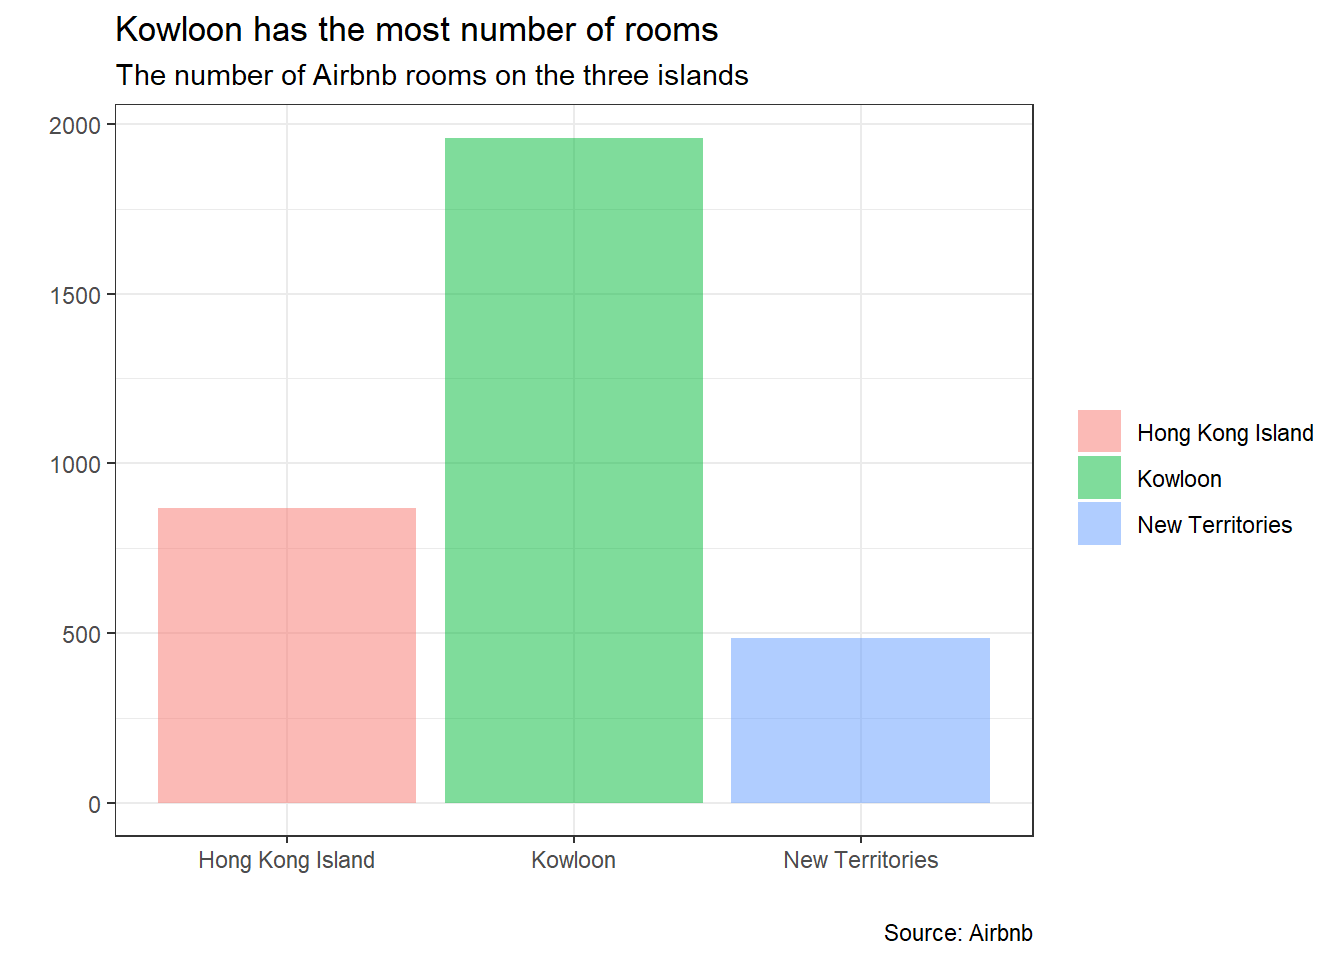 Kowloon has the most number of rooms
The number of Airbnb rooms on the three islands
2000
1500
1000
500
0
Hong Kong Island
Kowloon
New Territories
Hong Kong Island
Kowloon
New Territories
Source: Airbnb